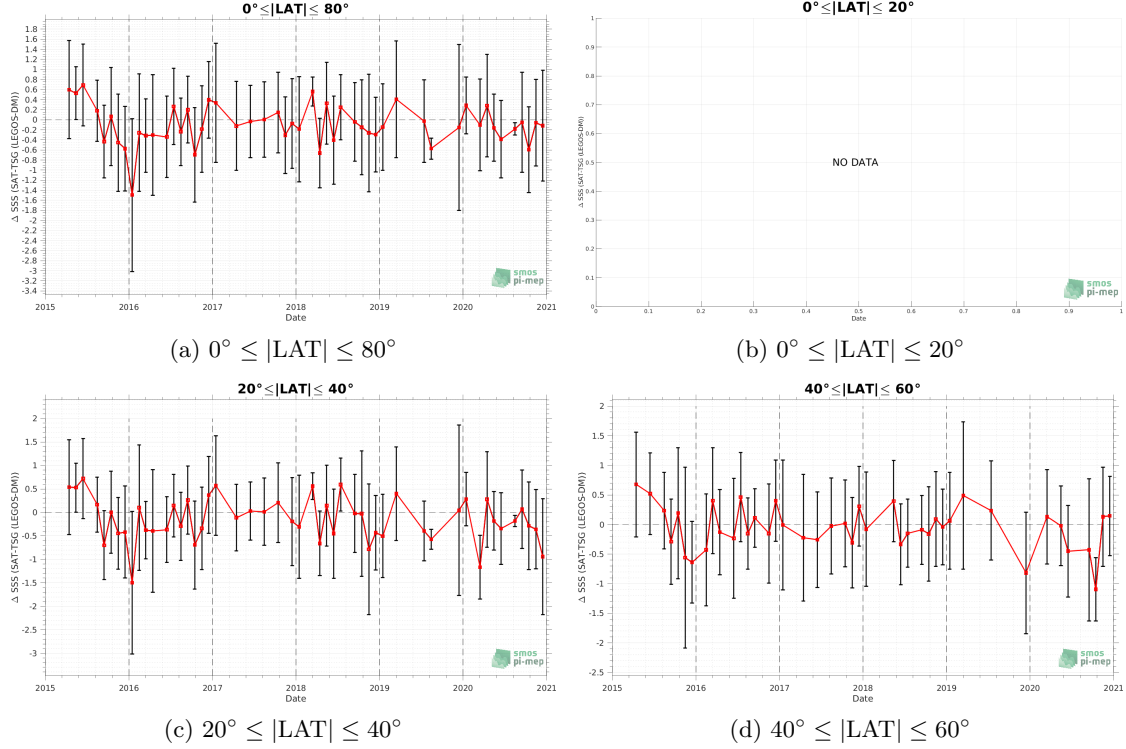 0°≤|LAT|≤ 80°
Δ SSS (SAT-TSG (LEGOS-DM))
1.8
1.6
1.4
1.2
1
0.8
0.6
0.4
0.2
0
-0.2
-0.4
-0.6
-0.8
-1
-1.2
-1.4
-1.6
-1.8
-2
-2.2
-2.4
-2.6
-2.8
-3
-3.2
-3.4
smos
pi-mep
2015 2016 2017 2018 2019 2020 2021
Date
(a) 0° ≤ |LAT| ≤ 80°
0°≤|LAT|≤ 20°
Δ SSS (SAT-TSG (LEGOS-DM))
1
0.9
0.8
0.7
0.6
0.5
0.4
0.3
0.2
0.1
0
NO DATA
smos
pi-mep
0 0.1 0.2 0.3 0.4 0.5 0.6 0.7 0.8 0.9 1
Date
(b) 0° ≤ |LAT| ≤ 20°
20°≤|LAT|≤ 40°
Δ SSS (SAT-TSG (LEGOS-DM))
2
1.5
1
0.5
0
-0.5
-1
-1.5
-2
-2.5
-3
smos
pi-mep
2015 2016 2017 2018 2019 2020 2021
Date
(c) 20° ≤ |LAT| ≤ 40°
40°≤|LAT|≤ 60°
Δ SSS (SAT-TSG (LEGOS-DM))
2
1.5
1
0.5
0
-0.5
-1
-1.5
-2
-2.5
smos
pi-mep
2015 2016 2017 2018 2019 2020 2021
Date
(d) 40° ≤ |LAT| ≤ 60°